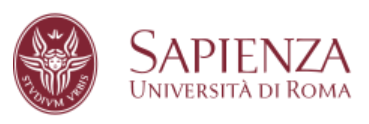 STVDIVM VRBIS
SAPIENZA
UNIVERSITÀ DI ROMA